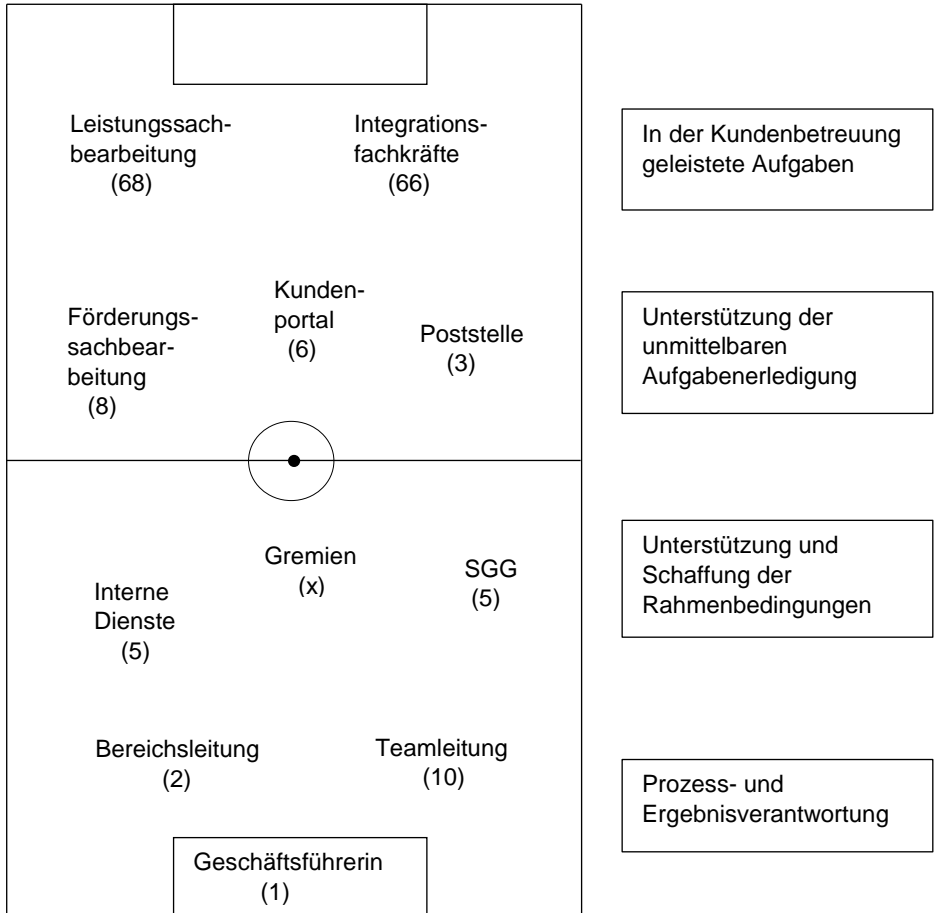 Leistungssach-
bearbeitung
(68)
Integrations-
fachkräfte
(66)
In der Kundenbetreuung
geleistete Aufgaben
Förderungs-
sachbear-
beitung
(8)
Kunden-
portal
(6)
Poststelle
(3)
Unterstützung der
unmittelbaren
Aufgabenerledigung
Interne
Dienste
(5)
Gremien
(x)
SGG
(5)
Unterstützung und
Schaffung der
Rahmenbedingungen
Bereichsleitung
(2)
Teamleitung
(10)
Prozess- und
Ergebnisverantwortung
Geschäftsführerin
(1)